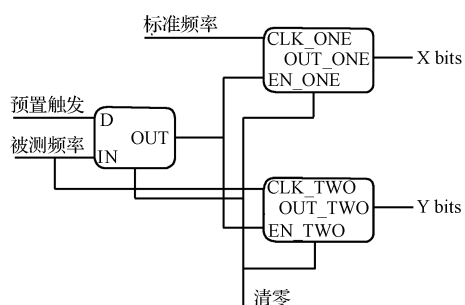 标准频率
CLK_ONE
OUT_ONE
EN_ONE
X bits
预置触发
D
OUT
被测频率
IN
CLK_TWO
OUT_TWO
EN_TWO
Y bits
清零